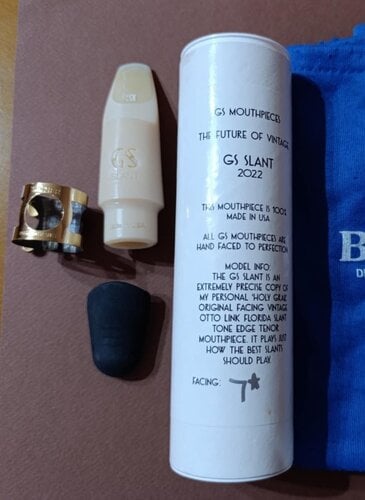 GS MOUTHPIECES
THE FUTURE OF VINTAGE
GS SLANT
2022
THIS MOUTHPIECE IS 100%
MADE IN USA
ALL GS MOUTHPIECES ARE
HAND FACED TO PERFECTION
MODEL INFO:
THE GS SLANT IS AN
EXTREMELY PRECISE COPY OF
MY PERSONAL HOLY GRAIL
ORIGINAL FACING VINTAGE
OTTO LINK FLORIDA SLANT
TONE EDGE TENOR
MOUTHPIECE. IT PLAYS JUST
HOW THE BEST SLANTS
SHOULD PLAY.
FACING: 7*
GS
SLANT
B
D